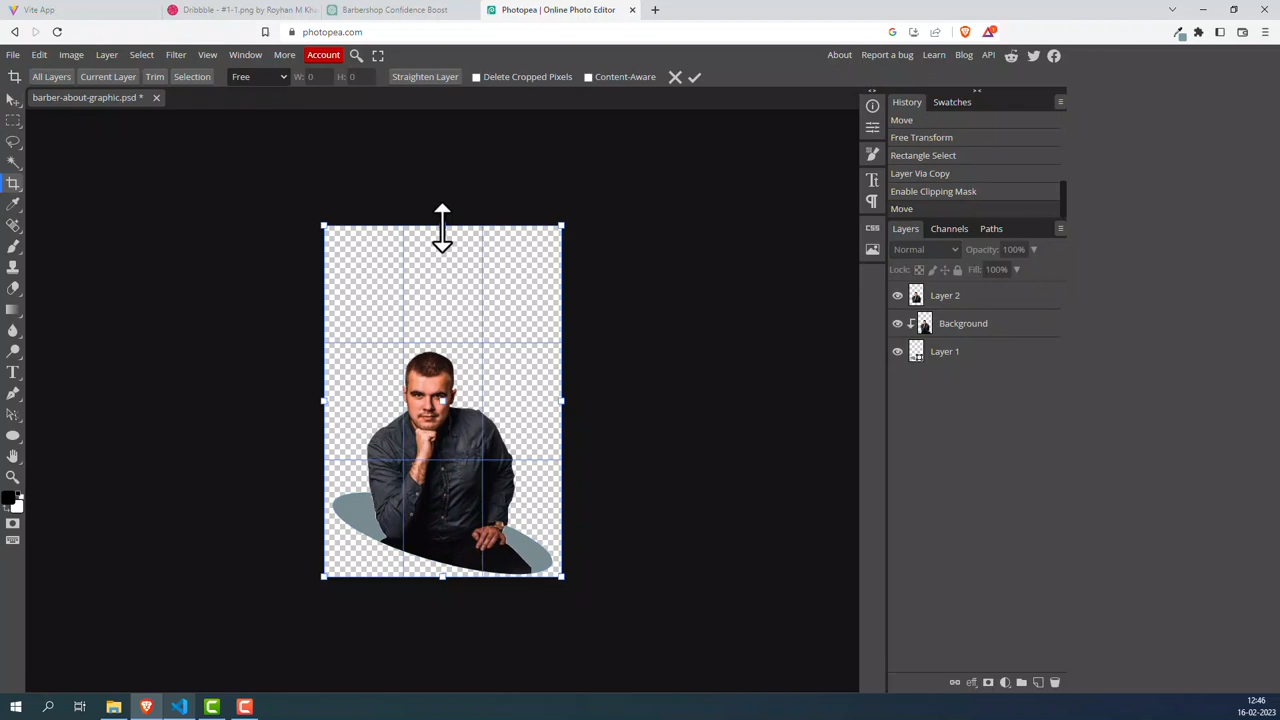 Vite App
Dribbble - #1-1.png by Royhan M Kha
Barbershop Confidence Boost
Photopea | Online Photo Editor
photopea.com
File Edit Image Layer Select Filter View Window More Account
About Report a bug Learn Blog API
All Layers Current Layer Trim Selection Free W: 0 H: 0 Straighten Layer Delete Cropped Pixels Content-Aware
barber-about-graphic.psd *
History Swatches
Move
Free Transform
Rectangle Select
Layer Via Copy
Enable Clipping Mask
Move
Layers Channels Paths
Normal Opacity: 100%
Lock: Fill: 100%
Layer 2
Background
Layer 1
CSS
eff
12:46
16-02-2023